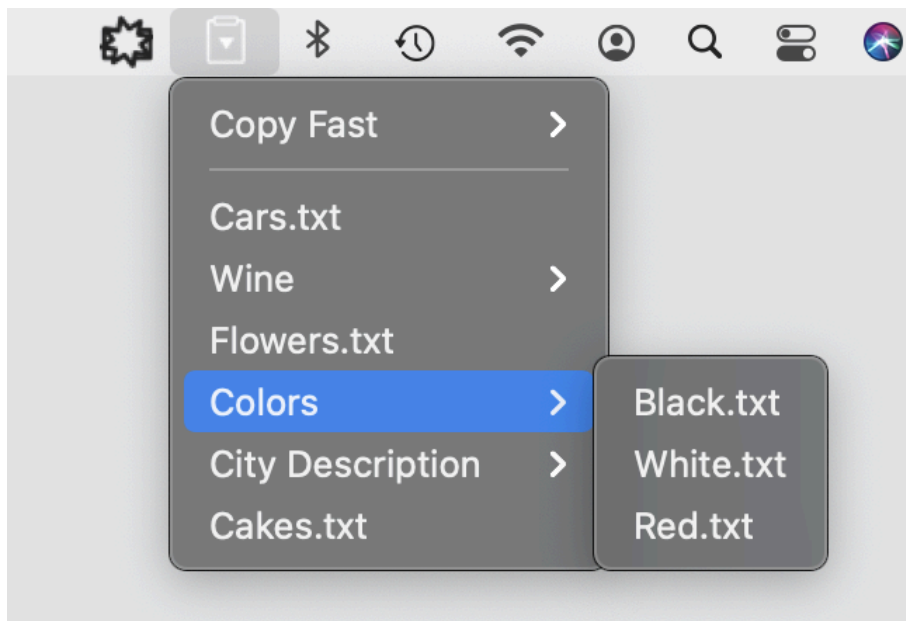 Copy Fast
Cars.txt
Wine
Flowers.txt
Colors
City Description
Cakes.txt
Black.txt
White.txt
Red.txt